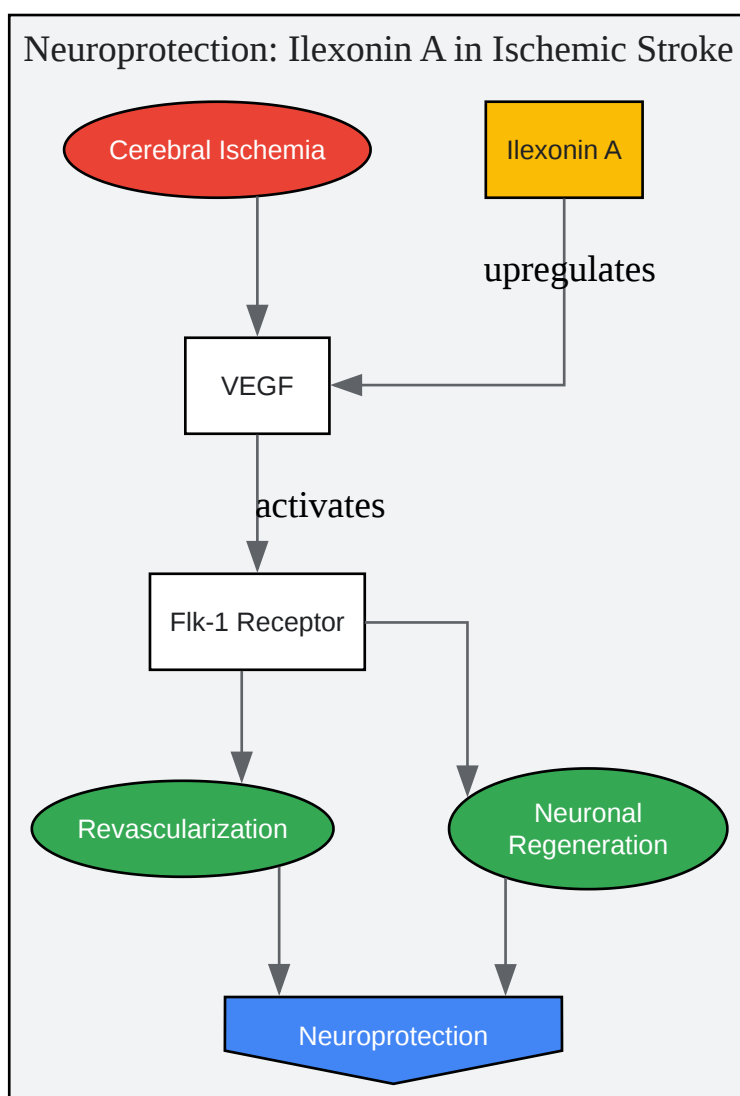 Neuroprotection: Ilexonin A in Ischemic Stroke
Cerebral Ischemia
Ilexonin A
upregulates
VEGF
activates
Flk-1 Receptor
Revascularization
Neuronal
Regeneration
Neuroprotection